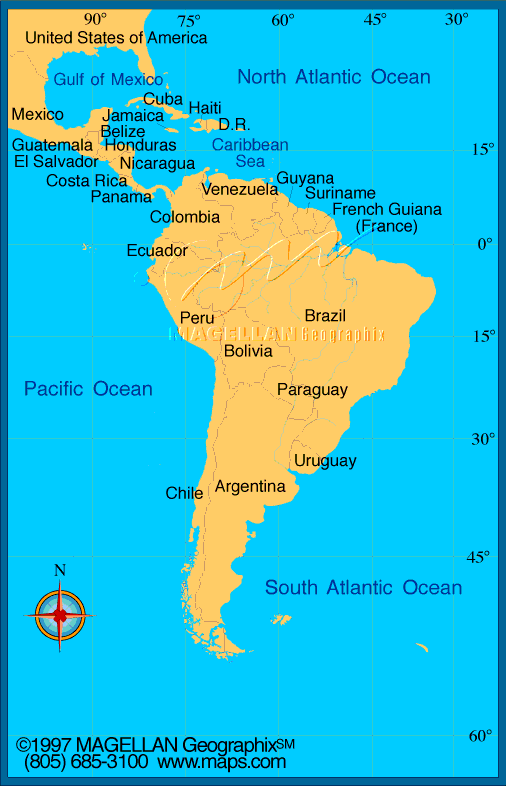 90° 75° 60° 45° 30°
United States of America
Gulf of Mexico
North Atlantic Ocean
Cuba
Haiti
Mexico
Jamaica
D.R.
Belize
Guatemala
Honduras
Caribbean
Sea
15°
El Salvador
Nicaragua
Costa Rica
Guyana
Panama
Venezuela
Suriname
Colombia
French Guiana
(France)
Ecuador
0°
Peru
Brazil
MAGELLAN Geographix
15°
Bolivia
Pacific Ocean
Paraguay
30°
Uruguay
Chile
Argentina
45°
N
South Atlantic Ocean
60°
©1997 MAGELLAN Geographix℠
(805) 685-3100 www.maps.com